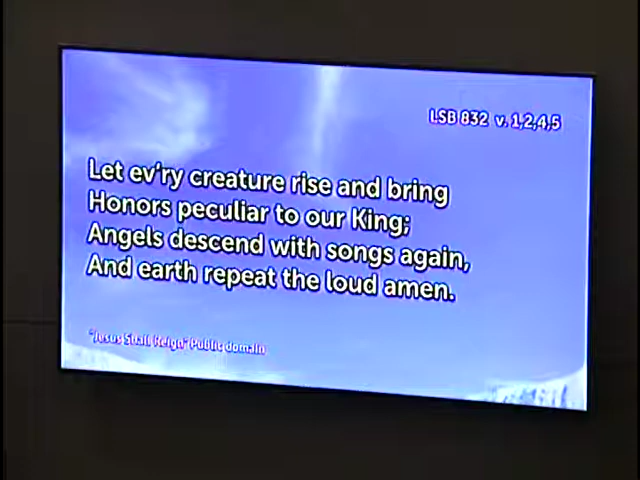 LSB 832 v. 1,2,4,5
Let ev'ry creature rise and bring
Honors peculiar to our King;
Angels descend with songs again,
And earth repeat the loud amen.
"Jesus Shall Reign" Public domain